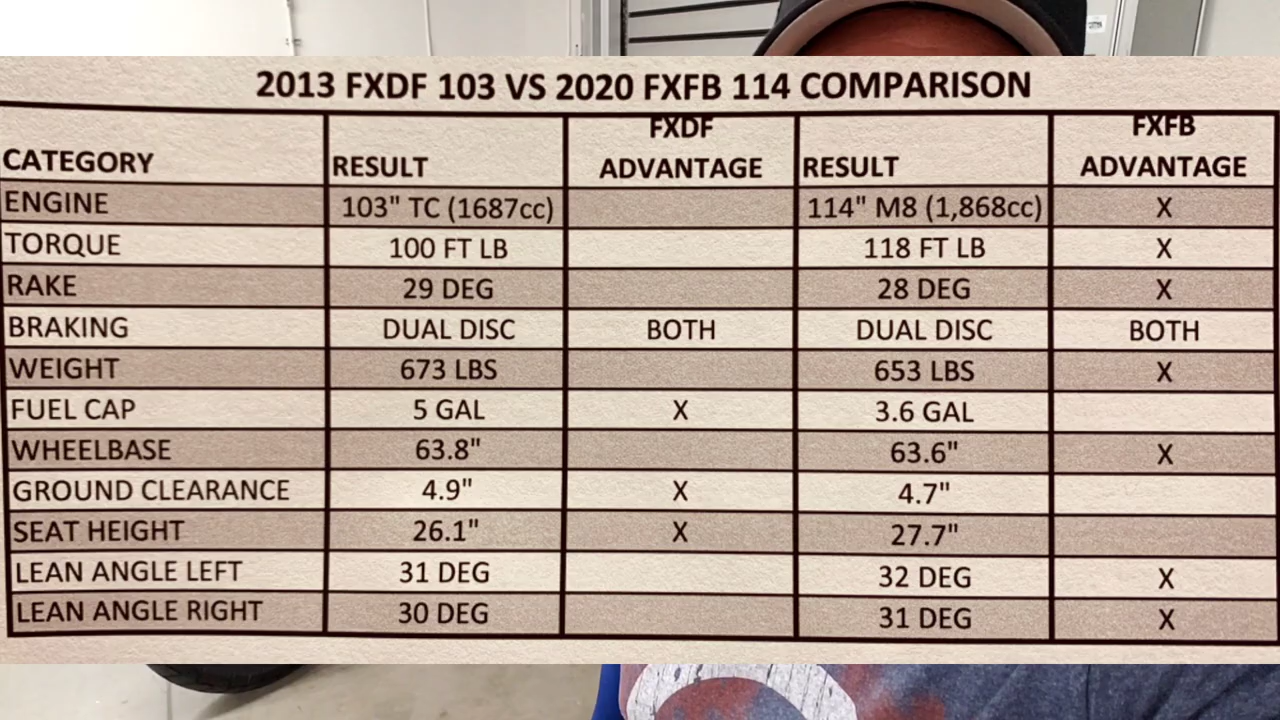 2013 FXDF 103 VS 2020 FXFB 114 COMPARISON
CATEGORY RESULT FXDF ADVANTAGE RESULT FXFB ADVANTAGE
ENGINE 103" TC (1687cc) 114" M8 (1,868cc) X
TORQUE 100 FT LB 118 FT LB X
RAKE 29 DEG 28 DEG X
BRAKING DUAL DISC BOTH DUAL DISC BOTH
WEIGHT 673 LBS 653 LBS X
FUEL CAP 5 GAL X 3.6 GAL
WHEELBASE 63.8" 63.6" X
GROUND CLEARANCE 4.9" X 4.7"
SEAT HEIGHT 26.1" X 27.7"
LEAN ANGLE LEFT 31 DEG 32 DEG X
LEAN ANGLE RIGHT 30 DEG 31 DEG X